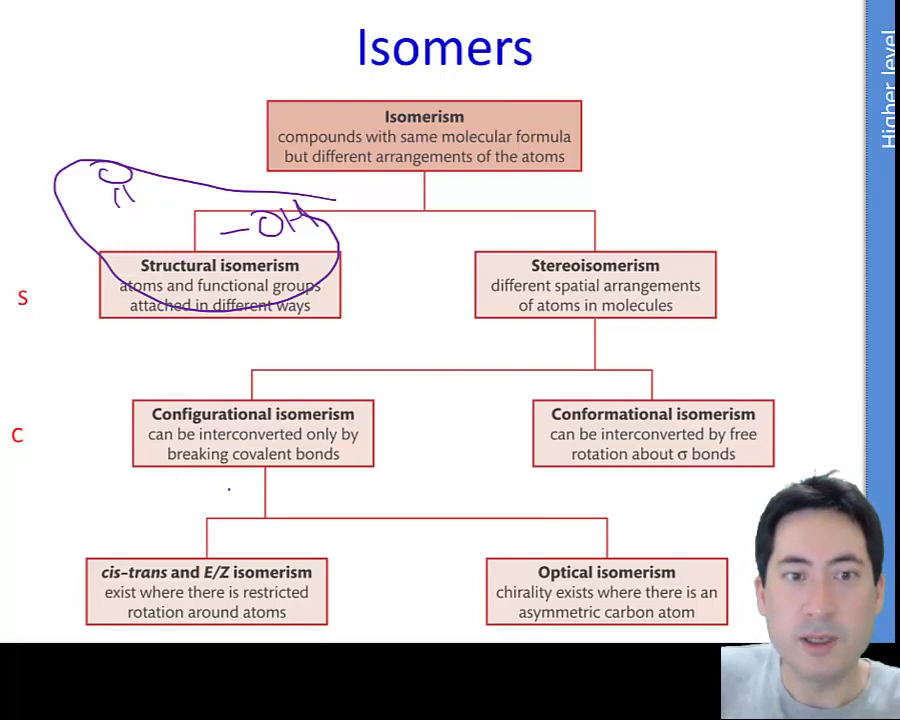 Isomers
Higher level
Isomerism
compounds with same molecular formula
but different arrangements of the atoms
O
-OH
Structural isomerism
atoms and functional groups
attached in different ways
Stereoisomerism
different spatial arrangements
of atoms in molecules
S
Configurational isomerism
can be interconverted only by
breaking covalent bonds
Conformational isomerism
can be interconverted by free
rotation about σ bonds
C
cis–trans and E/Z isomerism
exist where there is restricted
rotation around atoms
Optical isomerism
chirality exists where there is an
asymmetric carbon atom